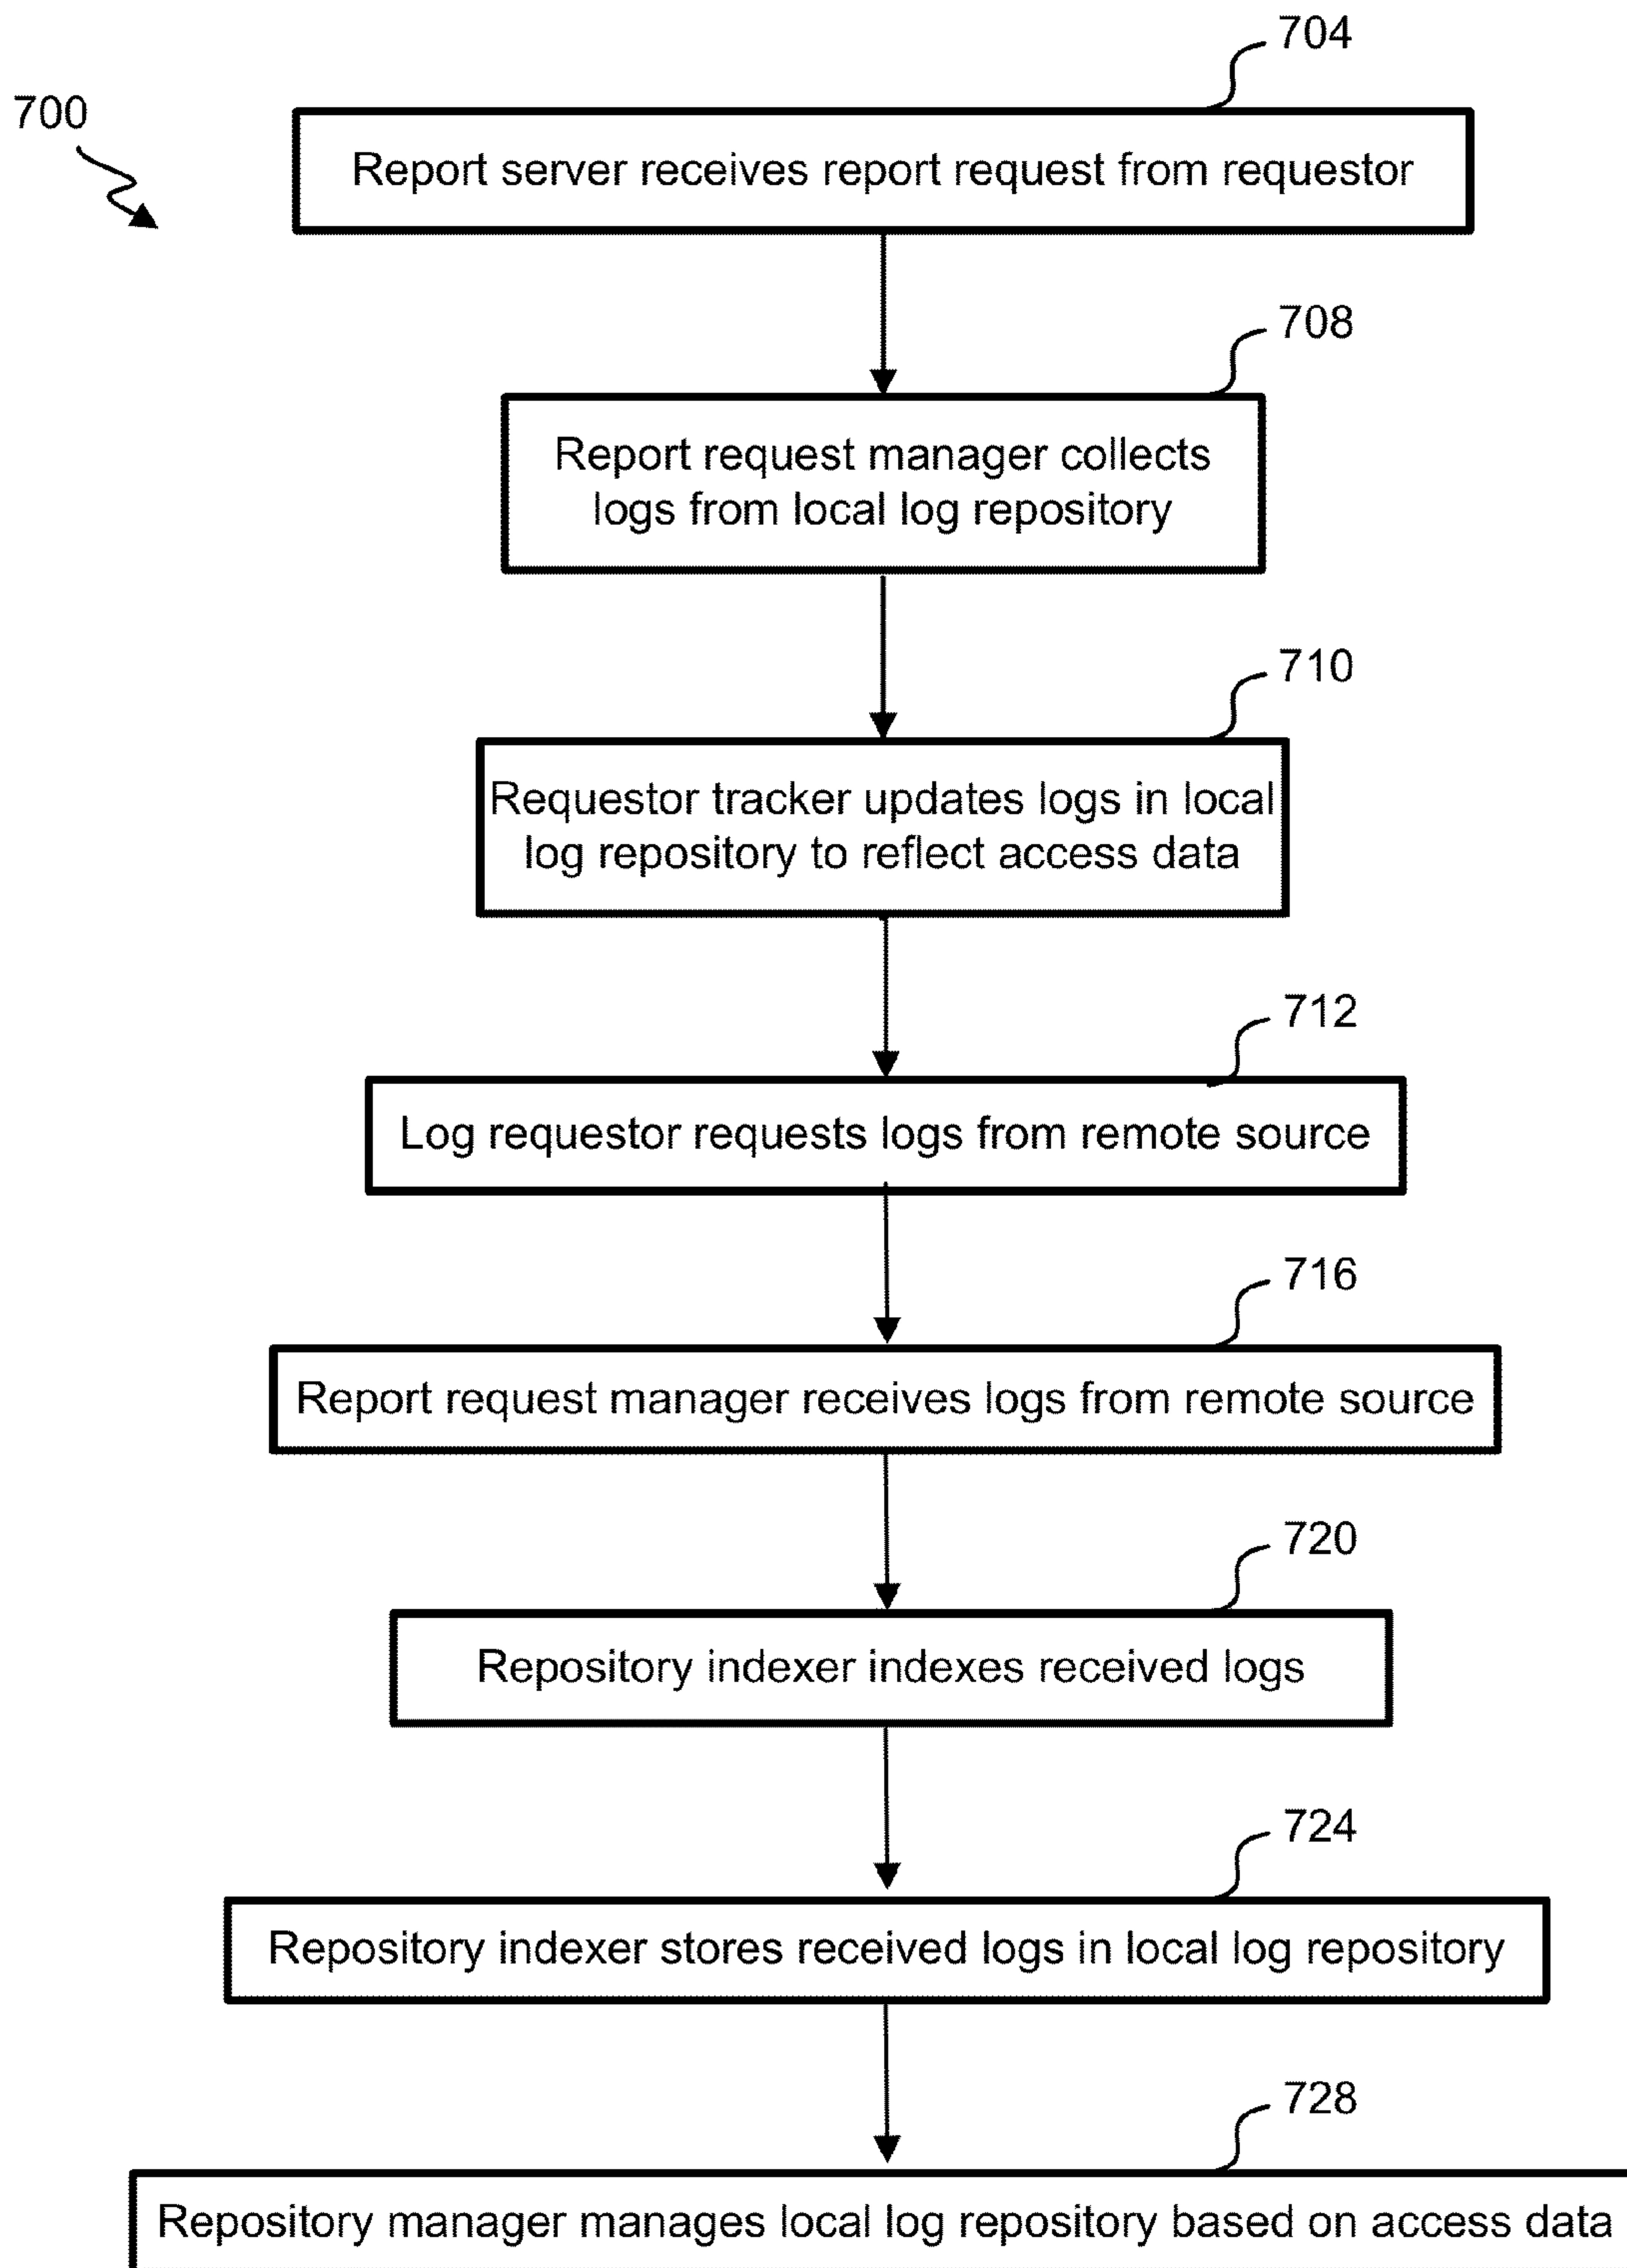 704
700
Report server receives report request from requestor
708
Report request manager collects
logs from local log repository
710
Requestor tracker updates logs in local
log repository to reflect access data
712
Log requestor requests logs from remote source
716
Report request manager receives logs from remote source
720
Repository indexer indexes received logs
724
Repository indexer stores received logs in local log repository
728
Repository manager manages local log repository based on access data